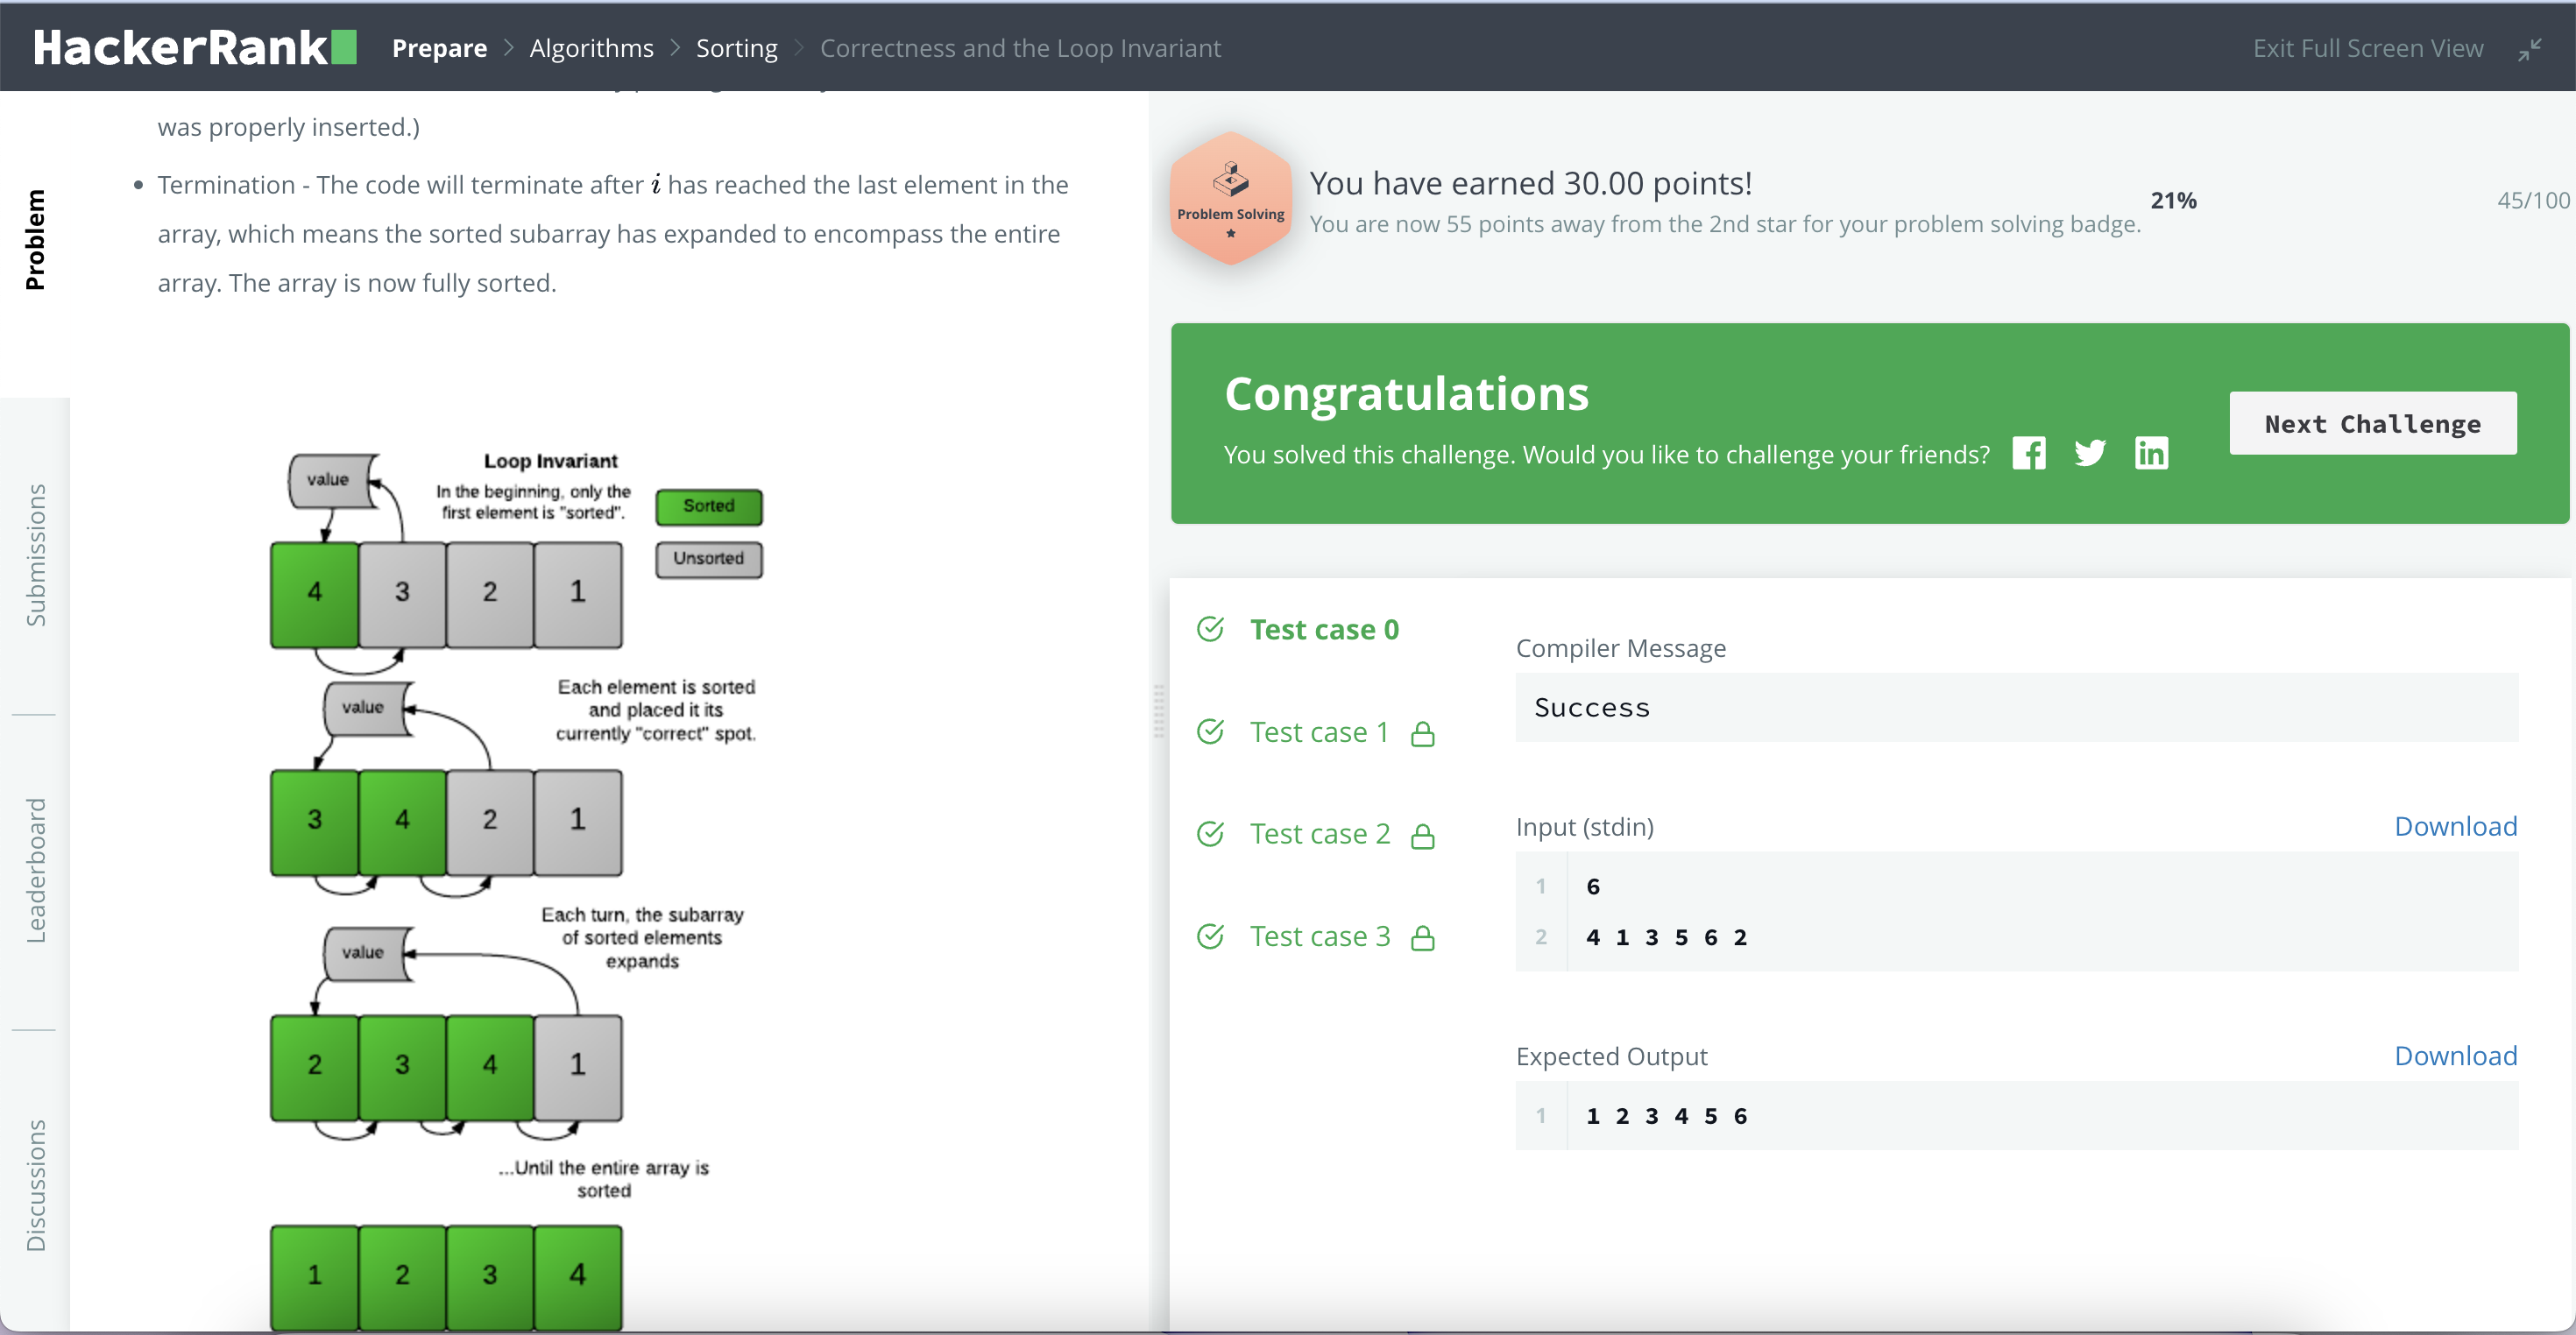 HackerRank
Prepare > Algorithms > Sorting > Correctness and the Loop Invariant
Exit Full Screen View
Problem
Submissions
Leaderboard
Discussions
was properly inserted.)
• Termination - The code will terminate after i has reached the last element in the
array, which means the sorted subarray has expanded to encompass the entire
array. The array is now fully sorted.
value
Loop Invariant
In the beginning, only the
first element is "sorted".
Sorted
Unsorted
4 3 2 1
value
Each element is sorted
and placed it its
currently "correct" spot.
3 4 2 1
Each turn, the subarray
of sorted elements
expands
value
2 3 4 1
...Until the entire array is
sorted
1 2 3 4
Problem Solving
You have earned 30.00 points!
You are now 55 points away from the 2nd star for your problem solving badge.
21%
45/100
Congratulations
You solved this challenge. Would you like to challenge your friends?
Next Challenge
Test case 0
Test case 1
Test case 2
Test case 3
Compiler Message
Success
Input (stdin)
Download
1 6
2 4 1 3 5 6 2
Expected Output
Download
1 1 2 3 4 5 6